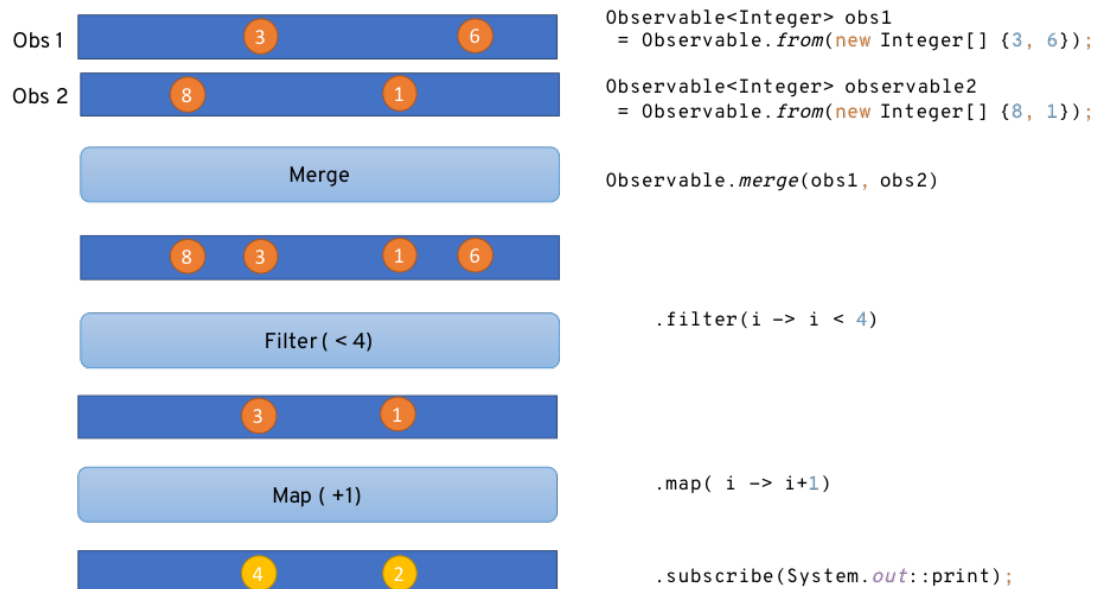 Obs 1
3
6
Observable<Integer> obs1
= Observable.from(new Integer[] {3, 6});
Obs 2
8
1
Observable<Integer> observable2
= Observable.from(new Integer[] {8, 1});
Merge
Observable.merge(obs1, obs2)
8
3
1
6
Filter ( < 4)
.filter(i -> i < 4)
3
1
Map ( +1)
.map( i -> i+1)
4
2
.subscribe(System.out::print);